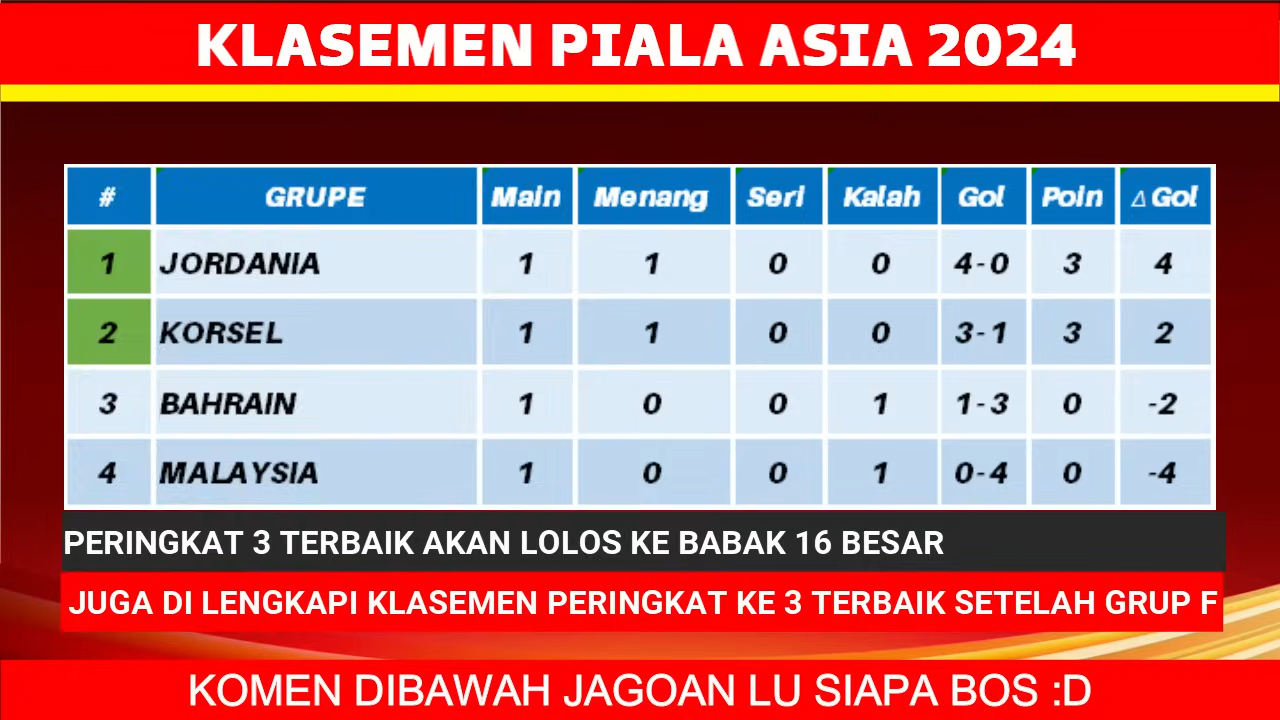 KLASEMEN PIALA ASIA 2024
# GRUPE Main Menang Seri Kalah Gol Poin Δ Gol
1 JORDANIA 1 1 0 0 4-0 3 4
2 KORSEL 1 1 0 0 3-1 3 2
3 BAHRAIN 1 0 0 1 1-3 0 -2
4 MALAYSIA 1 0 0 1 0-4 0 -4
PERINGKAT 3 TERBAIK AKAN LOLOS KE BABAK 16 BESAR
JUGA DI LENGKAPI KLASEMEN PERINGKAT KE 3 TERBAIK SETELAH GRUP F
KOMEN DIBAWAH JAGOAN LU SIAPA BOS :D